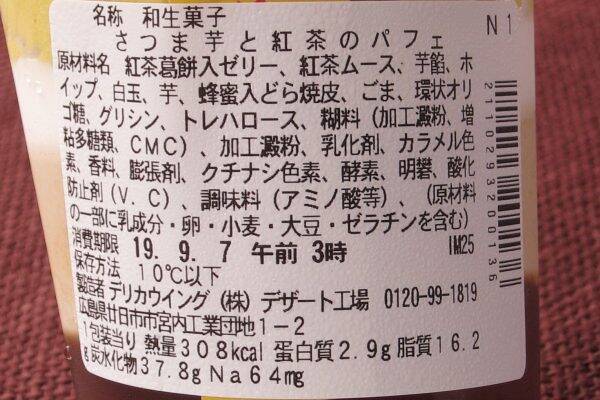 名称 和生菓子
N1
さつま芋と紅茶のパフェ
原材料名 紅茶葛餅入ゼリー、紅茶ムース、芋餡、ホ
イップ、白玉、芋、蜂蜜入どら焼皮、ごま、環状オリ
ゴ糖、グリシン、トレハロース、糊料(加工澱粉、増
粘多糖類、CMC)、加工澱粉、乳化剤、カラメル色
素、香料、膨張剤、クチナシ色素、酵素、明礬、酸化
防止剤(V.C)、調味料(アミノ酸等)、(原材料
の一部に乳成分・卵・小麦・大豆・ゼラチンを含む)
消費期限 19.9.7 午前3時 IM25
保存方法 10℃以下
製造者 デリカウイング(株)デザート工場 0120-99-1819
広島県廿日市市宮内工業団地1-2
1包装当り 熱量308kcal 蛋白質2.9g 脂質16.2
g 炭水化物37.8g Na64mg
2110293200136